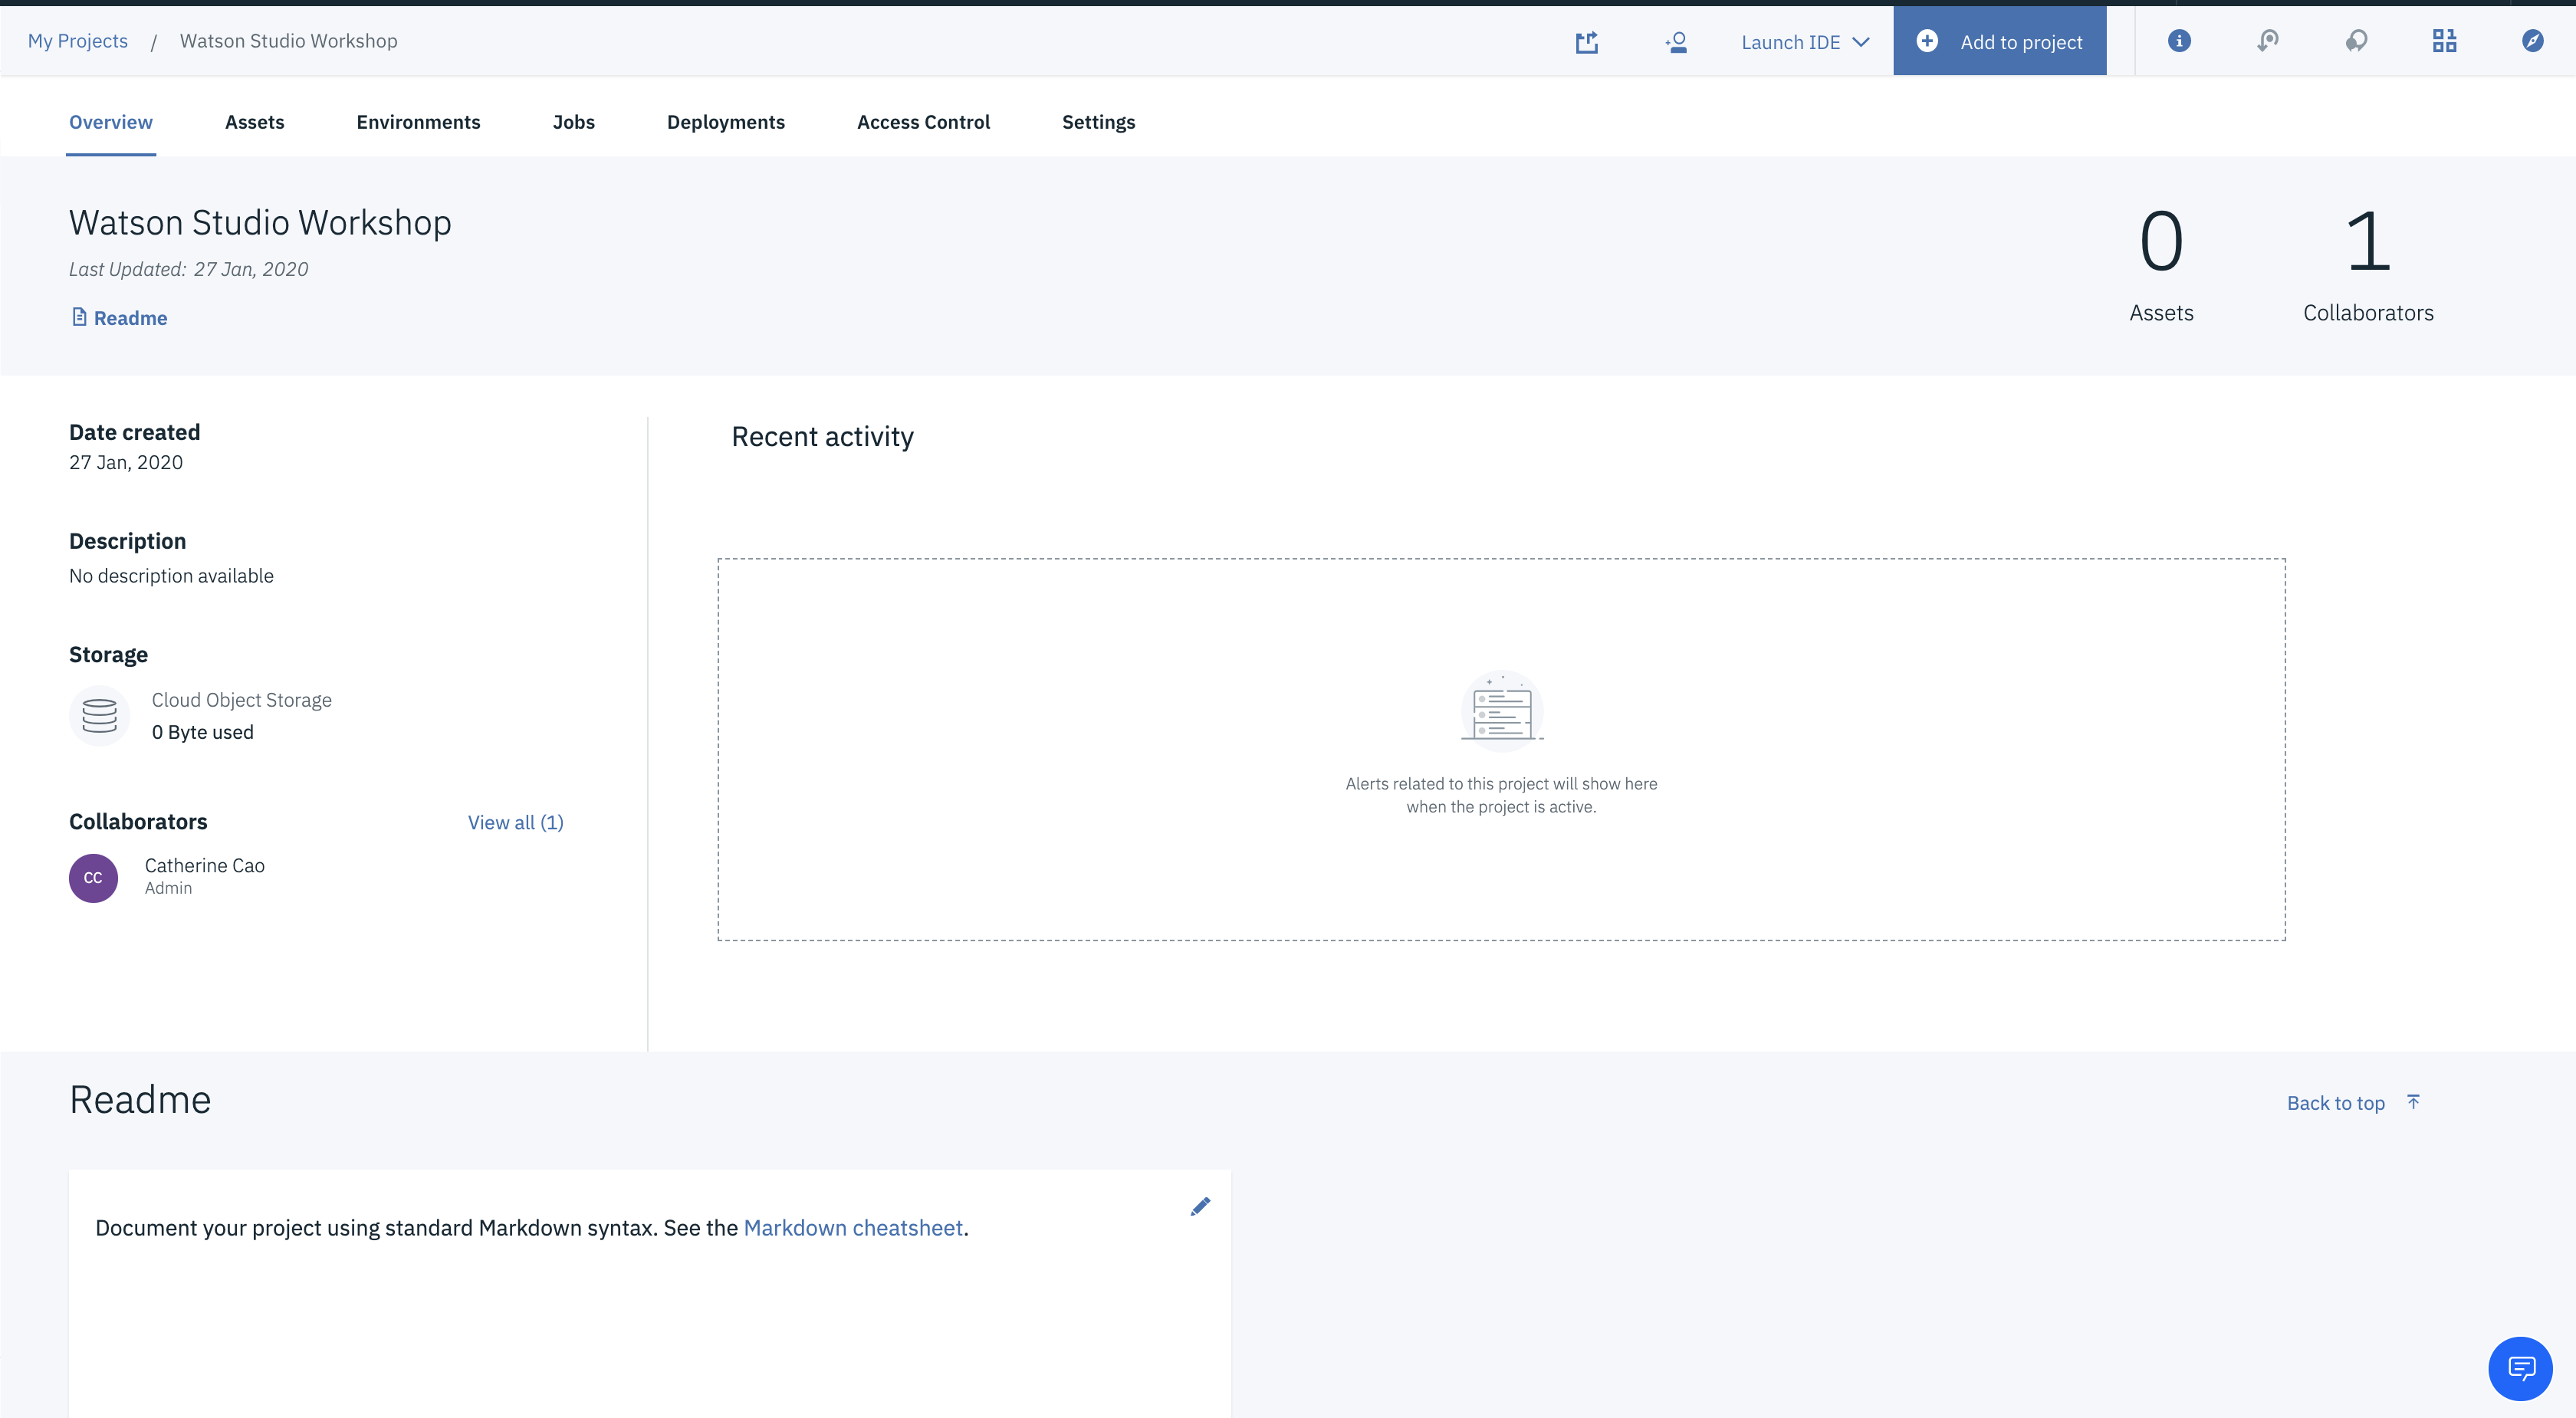 My Projects / Watson Studio Workshop
Launch IDE
Add to project
Overview Assets Environments Jobs Deployments Access Control Settings
Watson Studio Workshop
Last Updated: 27 Jan, 2020
Readme
0
Assets
1
Collaborators
Date created
27 Jan, 2020
Description
No description available
Storage
Cloud Object Storage
0 Byte used
Collaborators View all (1)
CC
Catherine Cao
Admin
Recent activity
Alerts related to this project will show here
when the project is active.
Readme
Back to top
Document your project using standard Markdown syntax. See the Markdown cheatsheet.